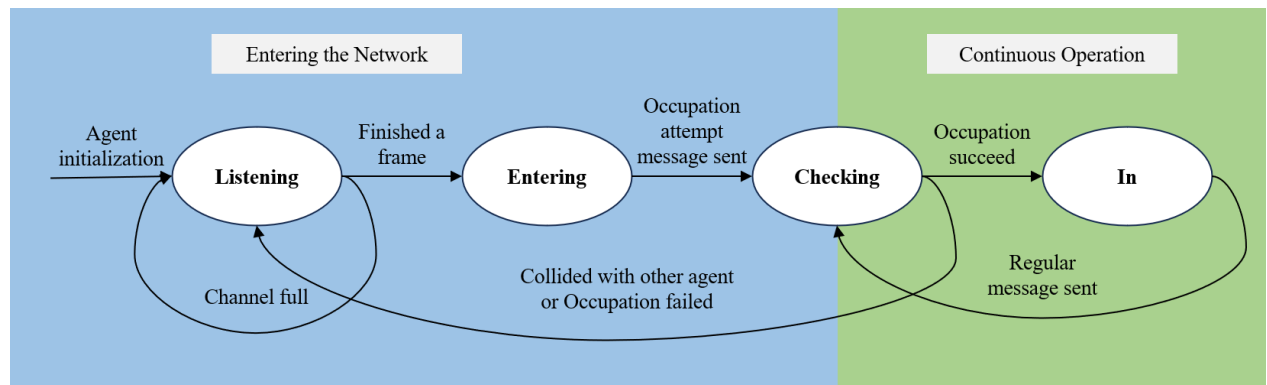 Entering the Network
Continuous Operation
Agent
initialization
Listening
Finished a
frame
Entering
Occupation
attempt
message sent
Checking
Occupation
succeed
In
Channel full
Collided with other agent
or Occupation failed
Regular
message sent